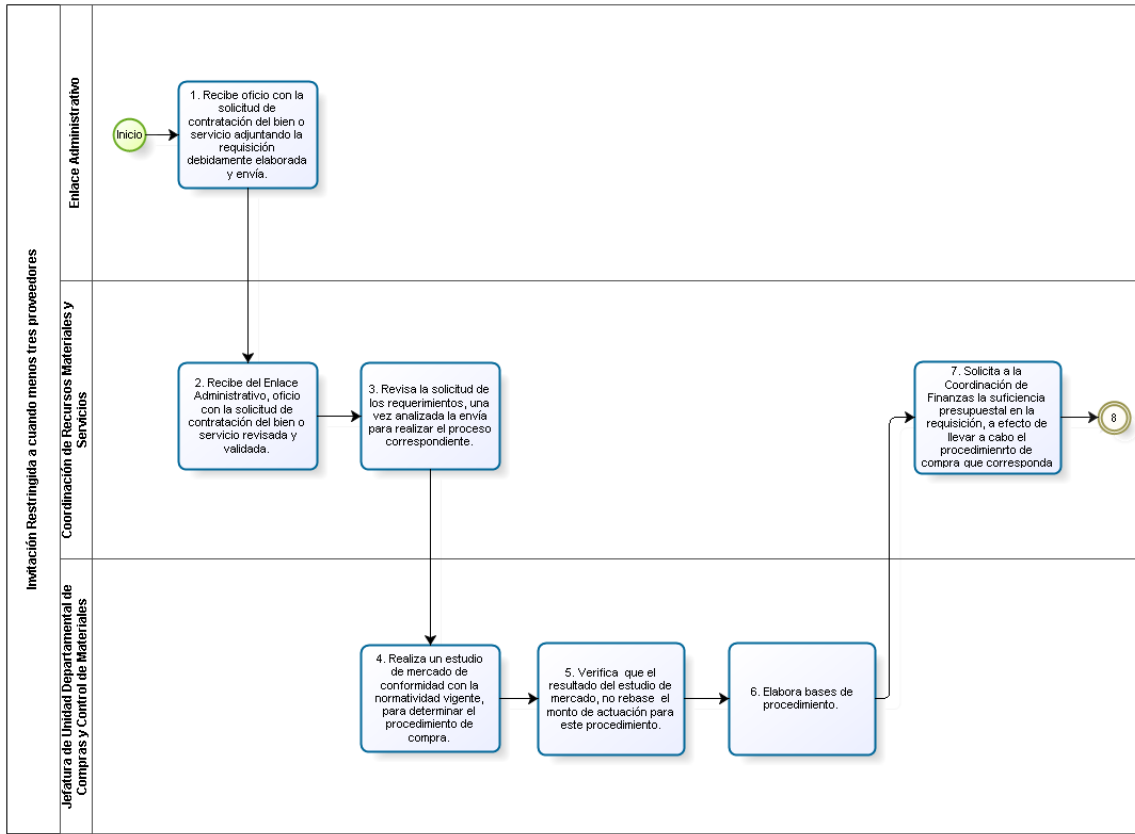 Invitación Restringida a cuando menos tres proveedores
Enlace Administrativo
Inicio
1. Recibe oficio con la
solicitud de
contratación del bien o
servicio adjuntando la
requisición
debidamente elaborada
y envía.
Coordinación de Recursos Materiales y
Servicios
2. Recibe del Enlace
Administrativo, oficio
con la solicitud de
contratación del bien o
servicio revisada y
validada.
3. Revisa la solicitud de
los requerimientos, una
vez analizada la envía
para realizar el proceso
correspondiente.
7. Solicita a la
Coordinación de
Finanzas la suficiencia
presupuestal en la
requisición, a efecto de
llevar a cabo el
procedimienrto de
compra que corresponda
8
Jefatura de Unidad Departamental de
Compras y Control de Materiales
4. Realiza un estudio
de mercado de
conformidad con la
normatividad vigente,
para determinar el
procedimiento de
compra.
5. Verifica que el
resultado del estudio de
mercado, no rebase el
monto de actuación para
este procedimiento.
6. Elabora bases de
procedimiento.